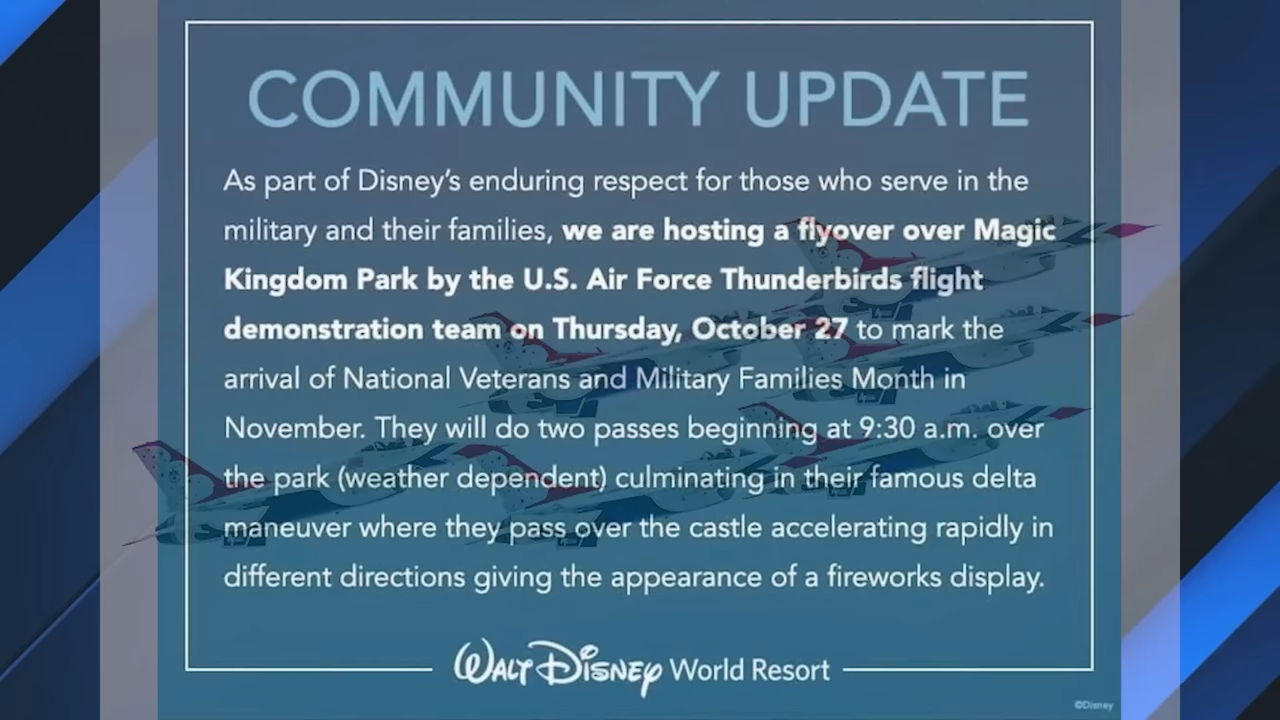 COMMUNITY UPDATE
As part of Disney's enduring respect for those who serve in the
military and their families, we are hosting a flyover over Magic
Kingdom Park by the U.S. Air Force Thunderbirds flight
demonstration team on Thursday, October 27 to mark the
arrival of National Veterans and Military Families Month in
November. They will do two passes beginning at 9:30 a.m. over
the park (weather dependent) culminating in their famous delta
maneuver where they pass over the castle accelerating rapidly in
different directions giving the appearance of a fireworks display.
Walt Disney World Resort
©Disney